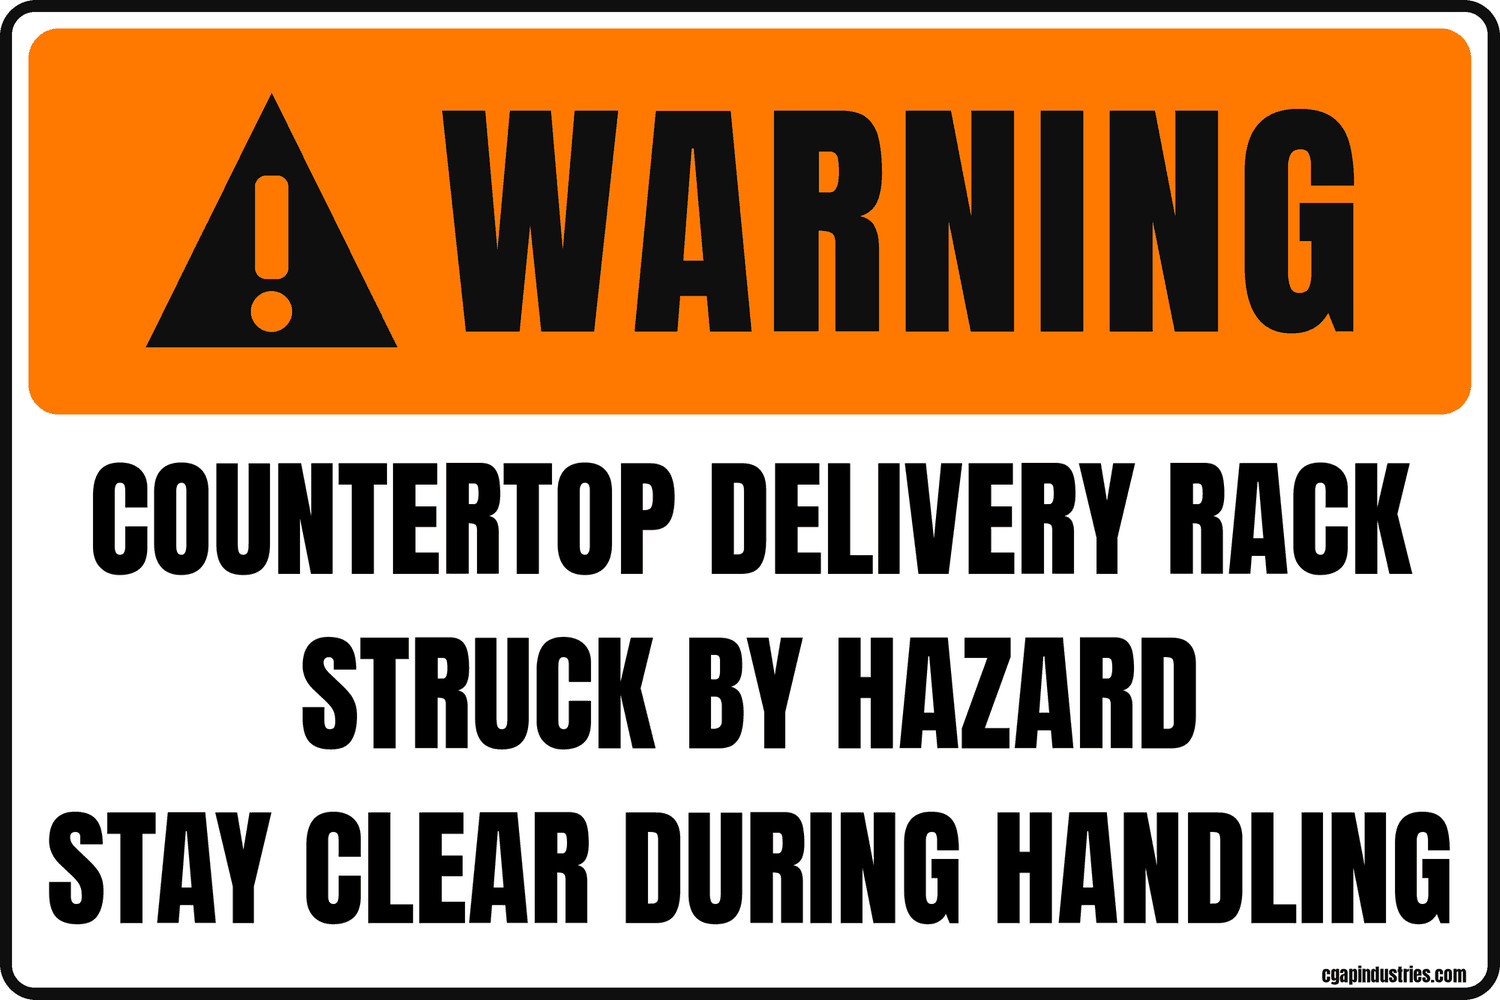 WARNING
COUNTERTOP DELIVERY RACK
STRUCK BY HAZARD
STAY CLEAR DURING HANDLING
cgapindustries.com